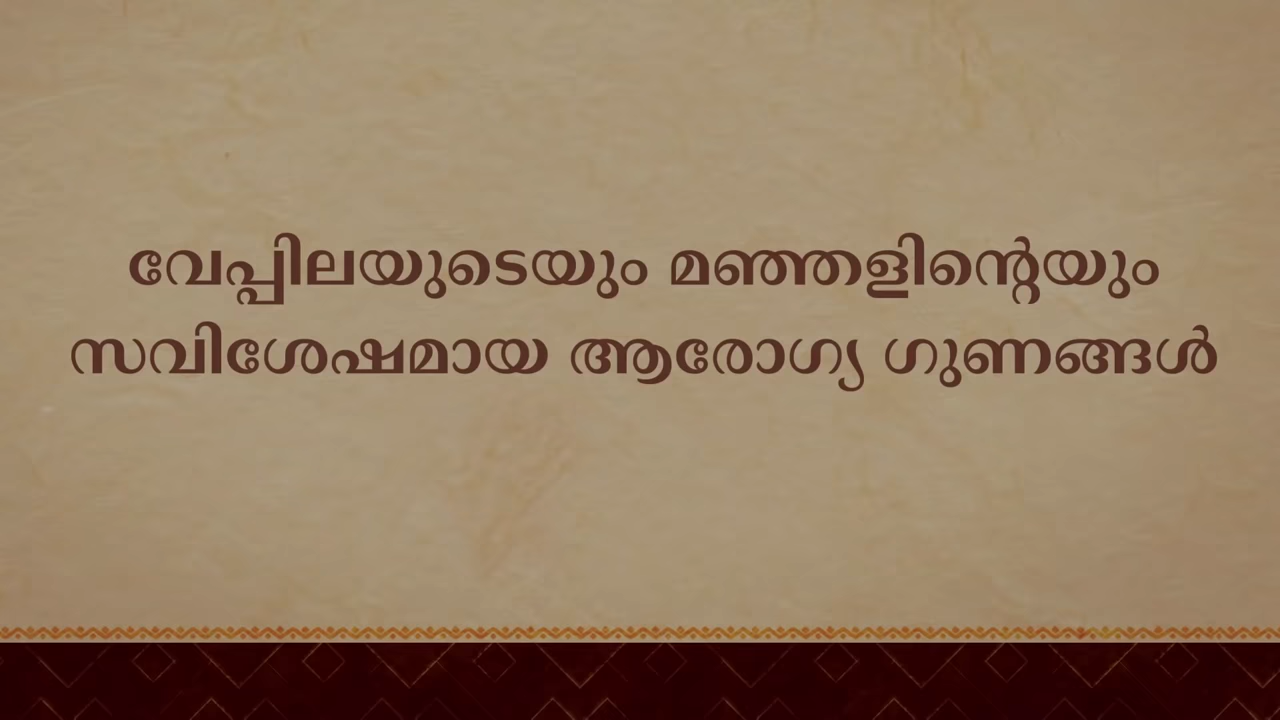 വേപ്പിലയുടെയും മഞ്ഞളിന്റെയും
സവിശേഷമായ ആരോഗ്യ ഗുണങ്ങൾ